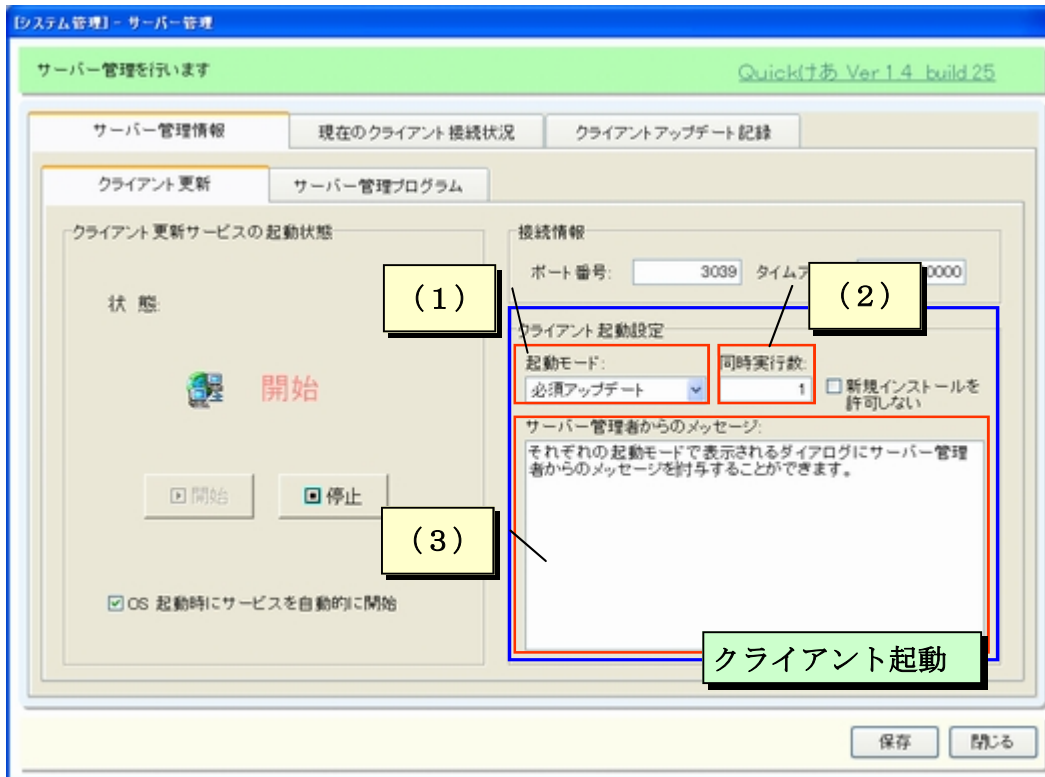 [システム管理] - サーバー管理
サーバー管理を行います
Quickけあ Ver 1.4 build 25
サーバー管理情報
現在のクライアント接続状況
クライアントアップデート記録
クライアント更新
サーバー管理プログラム
クライアント更新サービスの起動状態
状 態:
開始
開始
停止
OS 起動時にサービスを自動的に開始
接続情報
ポート番号:
3039
タイムア
0000
(1)
(2)
クライアント起動設定
起動モード:
必須アップデート
同時実行数:
1
新規インストールを
許可しない
サーバー管理者からのメッセージ:
それぞれの起動モードで表示されるダイアログにサーバー管理
者からのメッセージを付与することができます。
(3)
クライアント起動
保存
閉じる